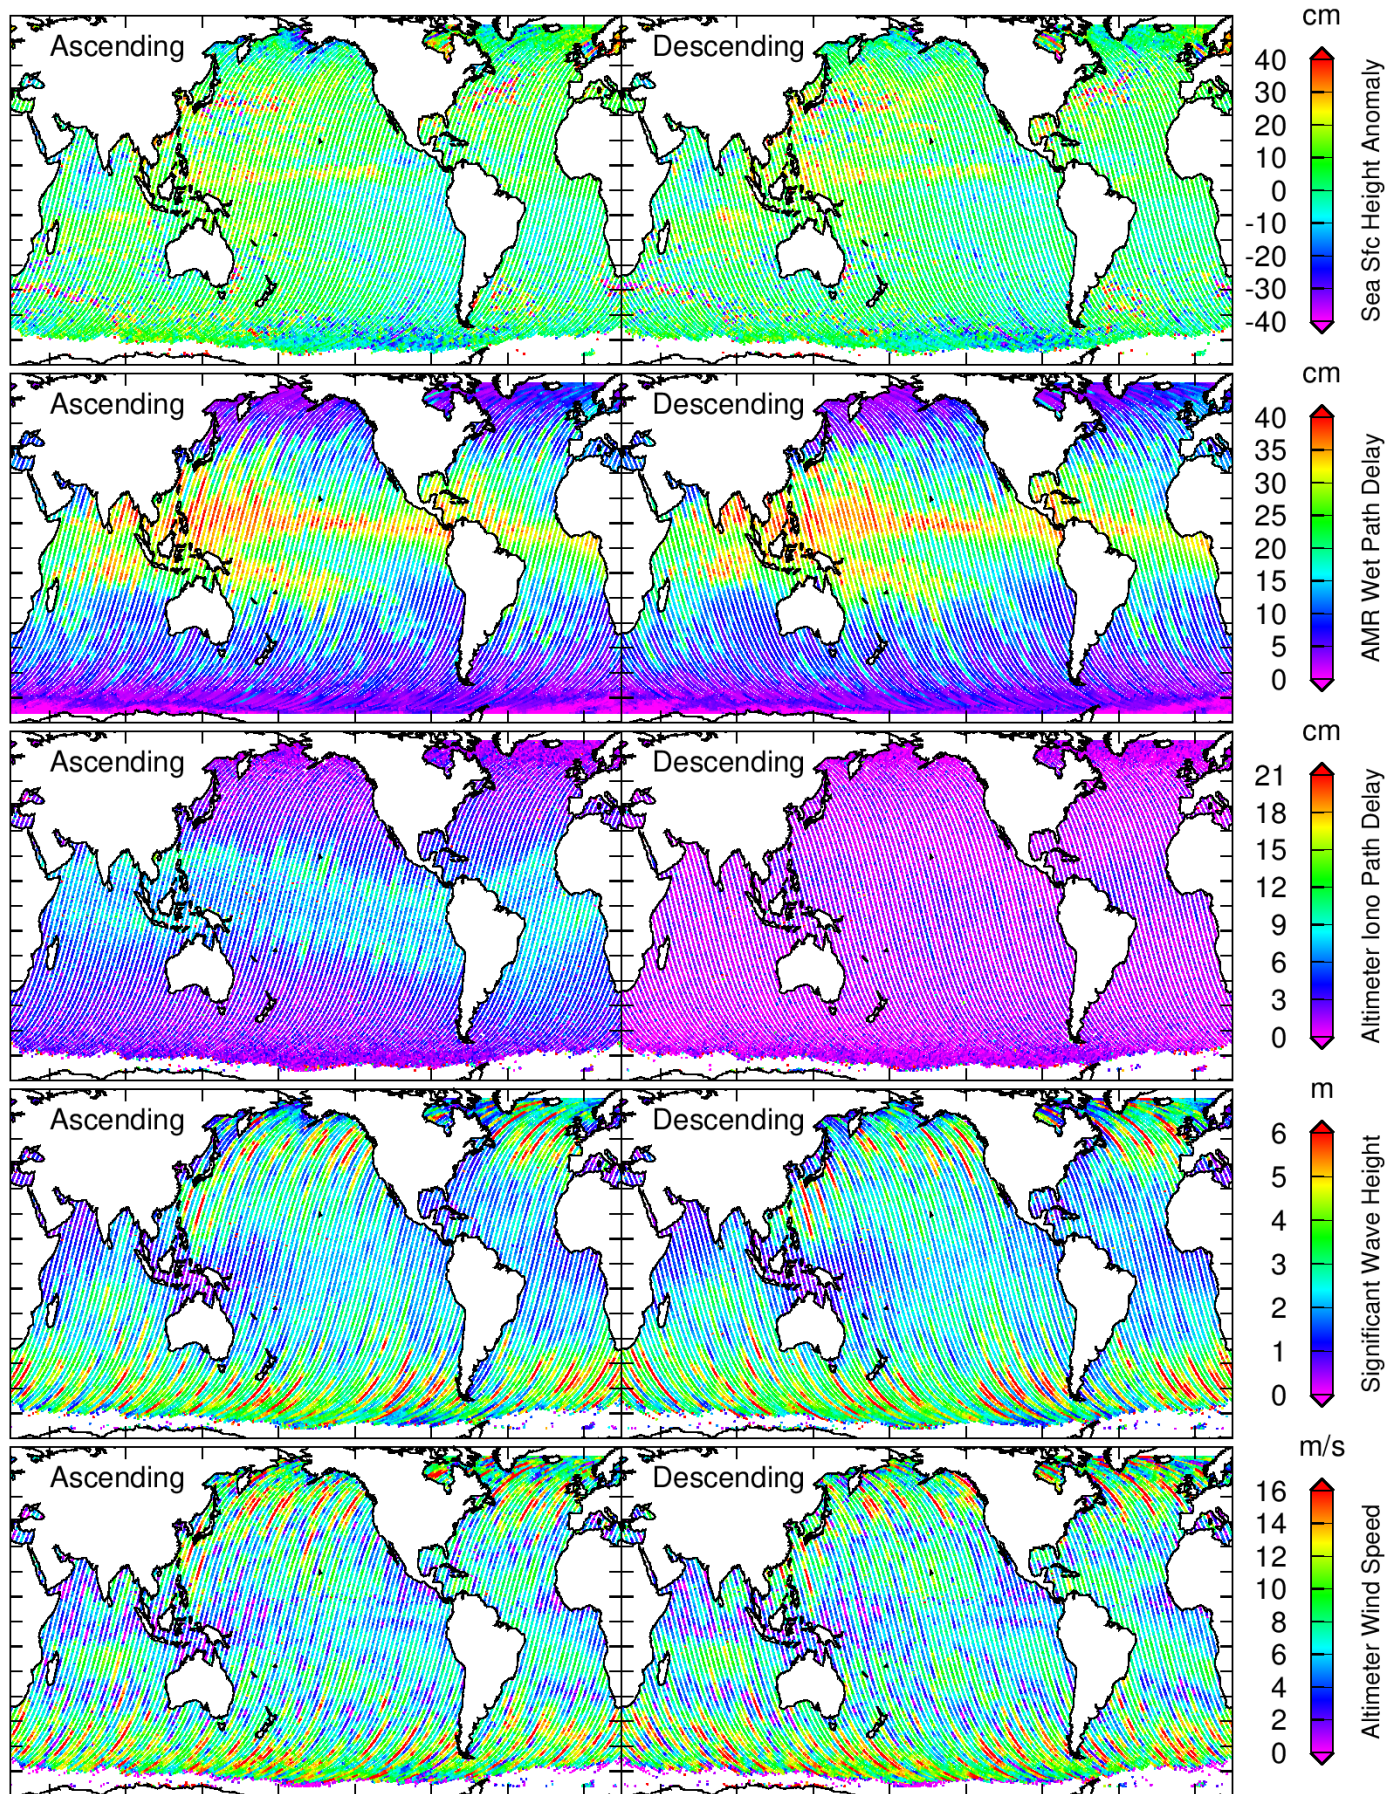 Ascending
Descending
cm
40
30
20
10
0
-10
-20
-30
-40
Sea Sfc Height Anomaly
Ascending
Descending
cm
40
35
30
25
20
15
10
5
0
AMR Wet Path Delay
Ascending
Descending
cm
21
18
15
12
9
6
3
0
Altimeter Iono Path Delay
Ascending
Descending
m
6
5
4
3
2
1
0
Significant Wave Height
Ascending
Descending
m/s
16
14
12
10
8
6
4
2
0
Altimeter Wind Speed